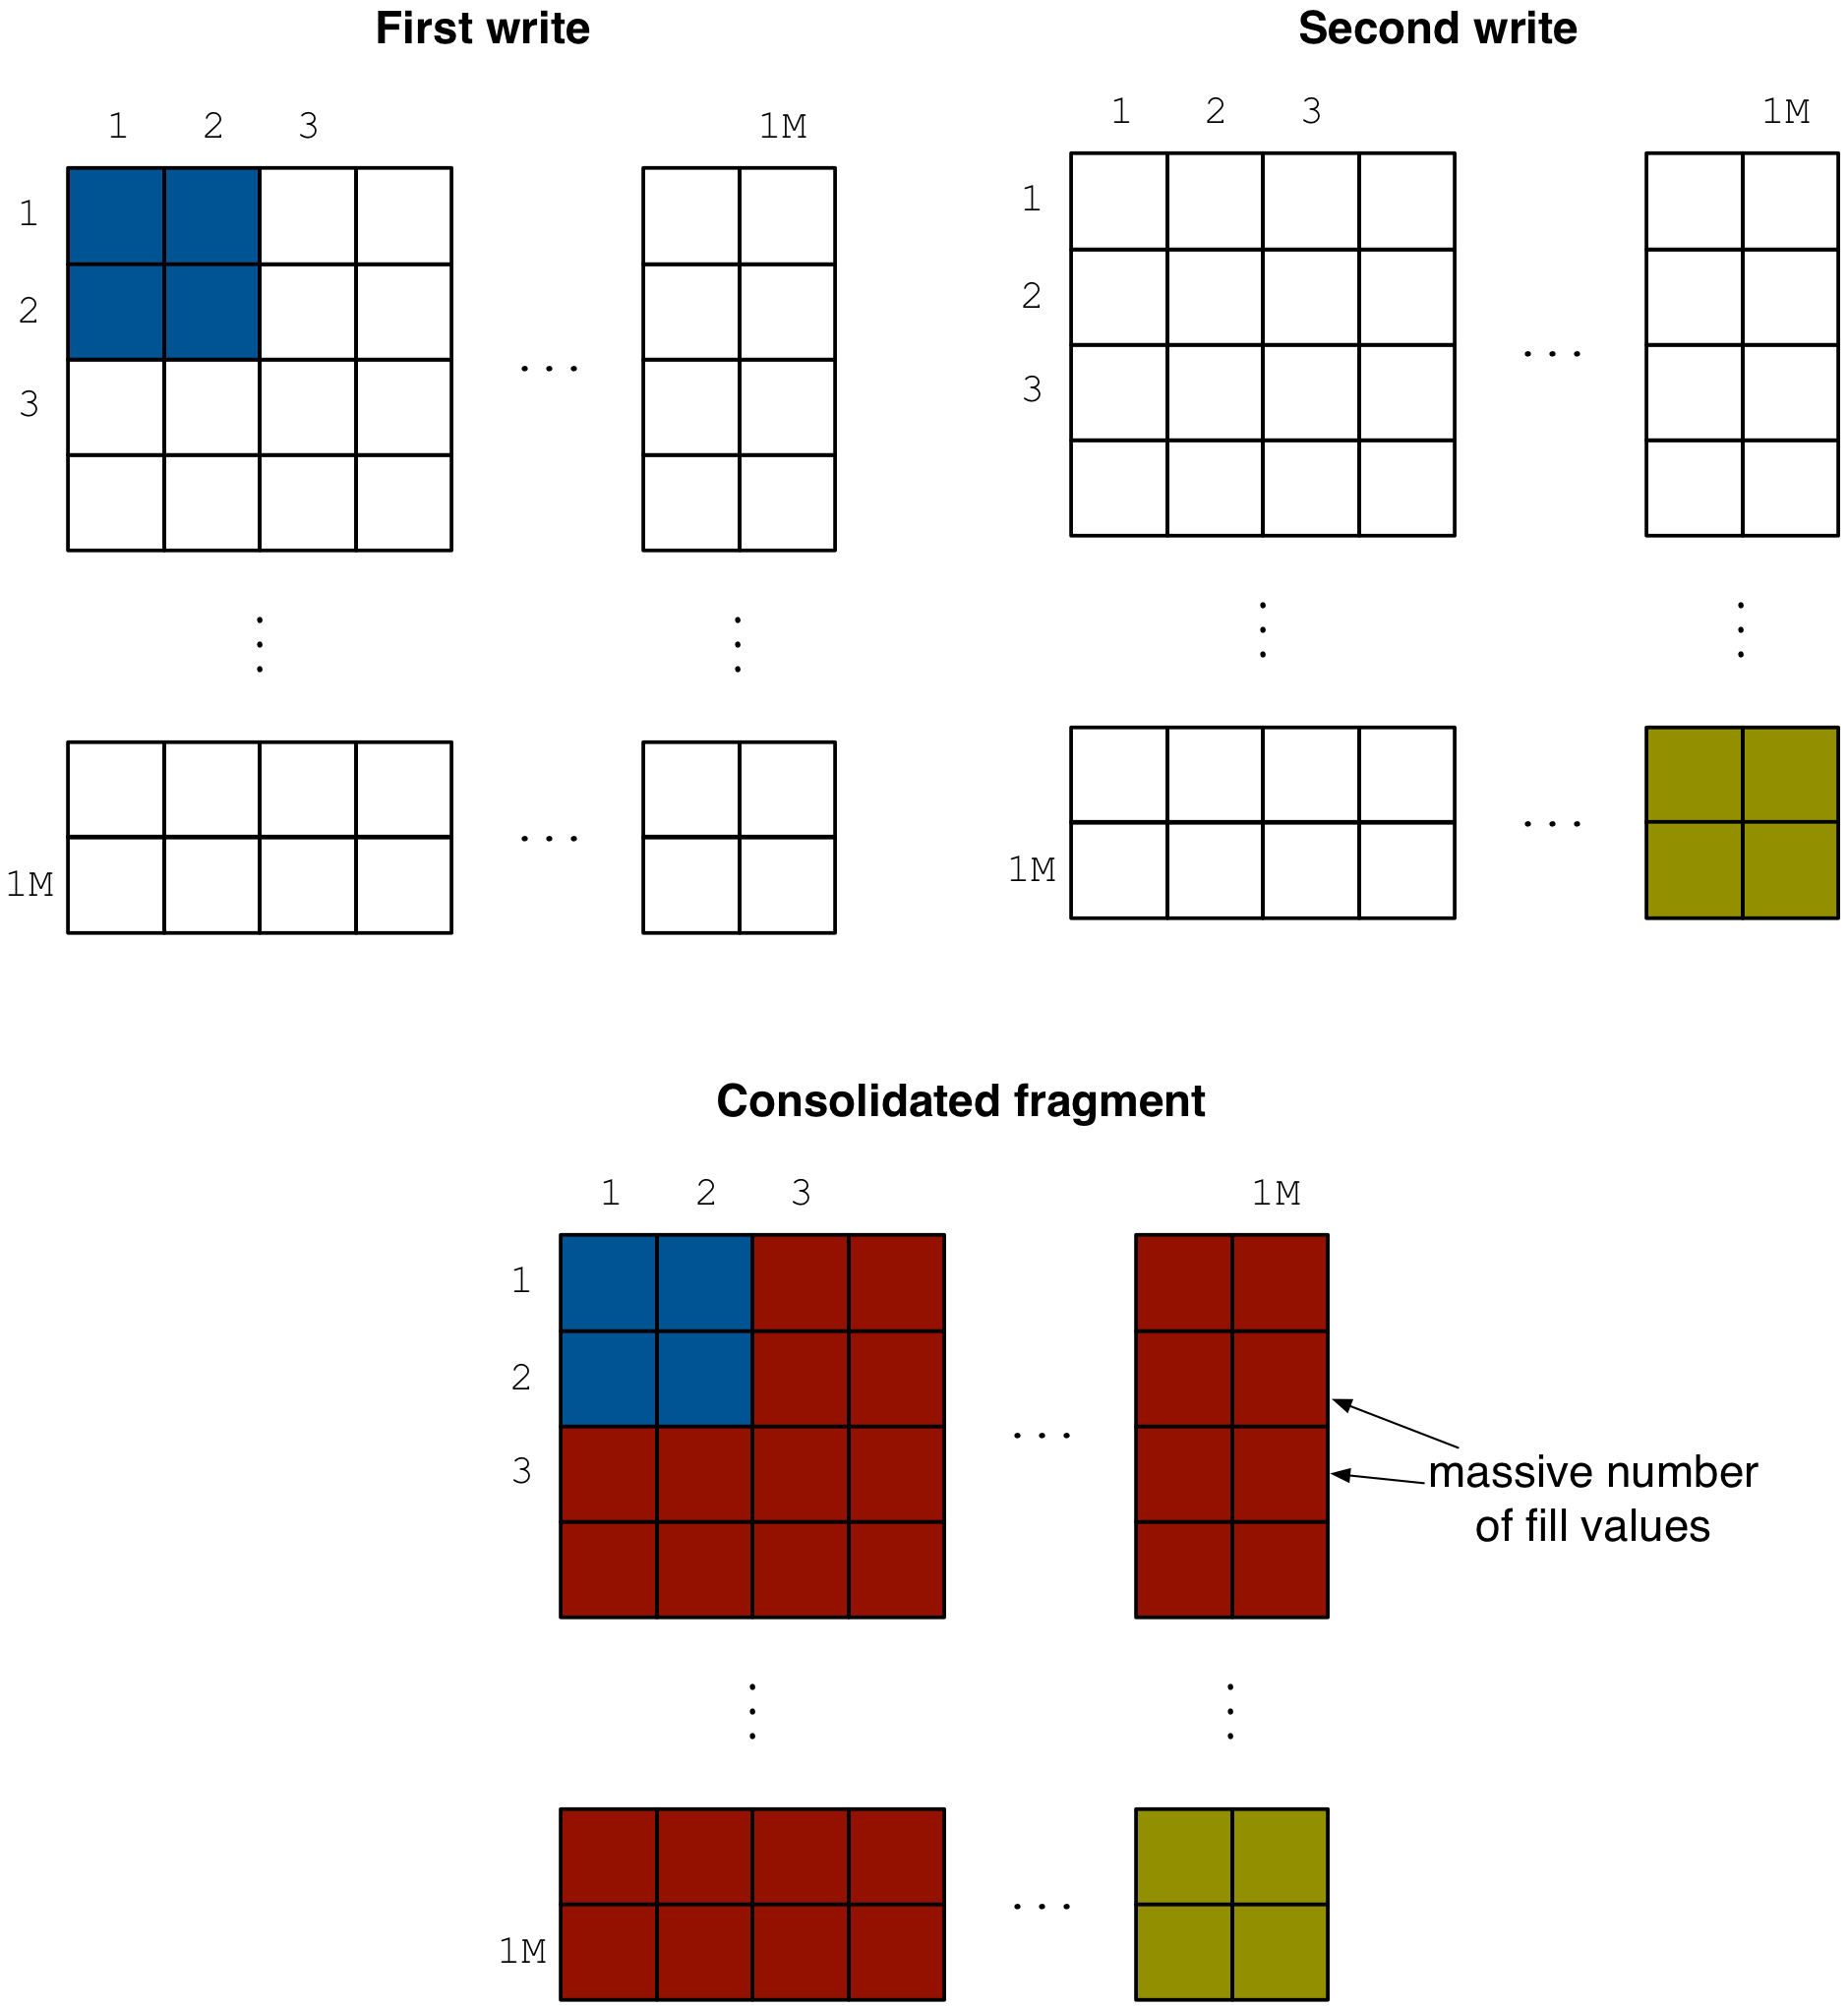 First write
Second write
1 2 3 1M
1
2
3
1M
1 2 3 1M
1
2
3
1M
Consolidated fragment
1 2 3 1M
1
2
3
1M
massive number
of fill values